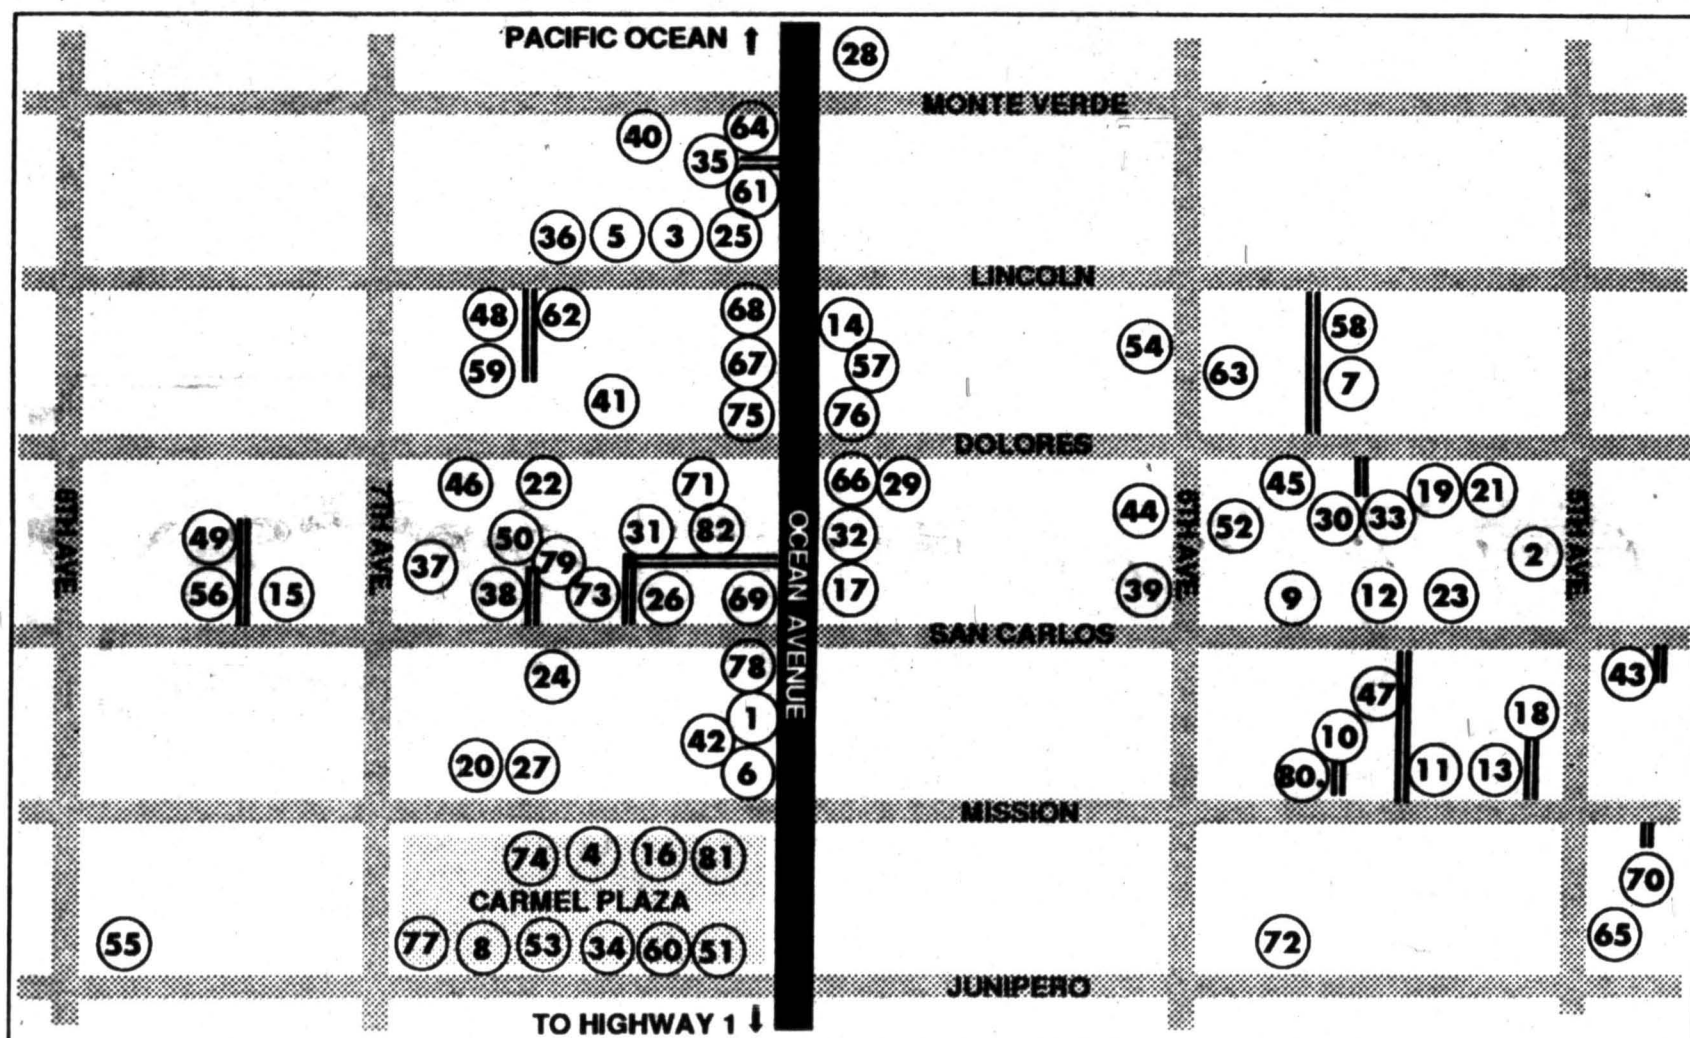 PACIFIC OCEAN ↑
28
MONTE VERDE
40
64
35
61
36 5 3 25
LINCOLN
48 62 68
14 58
54
59 67
57 63 7
41 75
76
DOLORES
46 22 71
66 29
45 19 21
44
52 30 33
49 50 31 82
32
2
37 79
56 15 38 73 26 69
17 39
9 12 23
8TH AVE
7TH AVE
OCEAN AVENUE
6TH AVE
5TH AVE
SAN CARLOS
24 78
43
47
1
42
18
10
20 27 6
80. 11 13
MISSION
74 4 16 81
CARMEL PLAZA
70
55
77 8 53 34 60 51
72 65
JUNIPERO
TO HIGHWAY 1 ↓